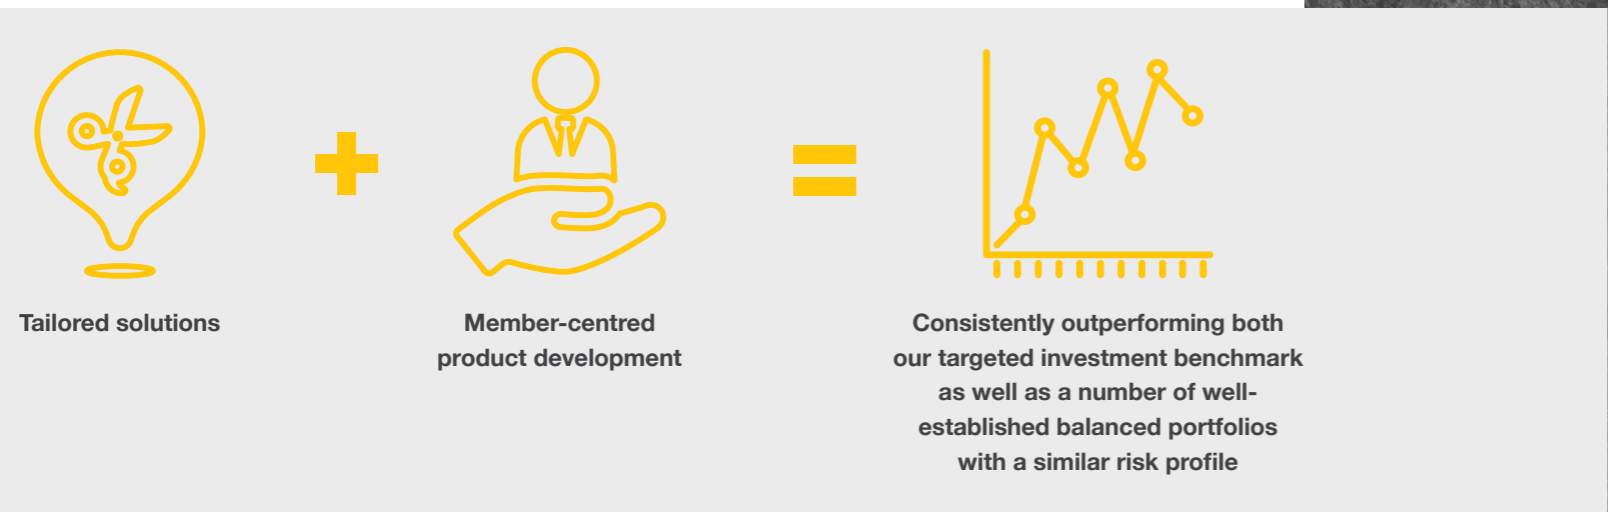 Tailored solutions
Member-centred
product development
Consistently outperforming both
our targeted investment benchmark
as well as a number of well-
established balanced portfolios
with a similar risk profile